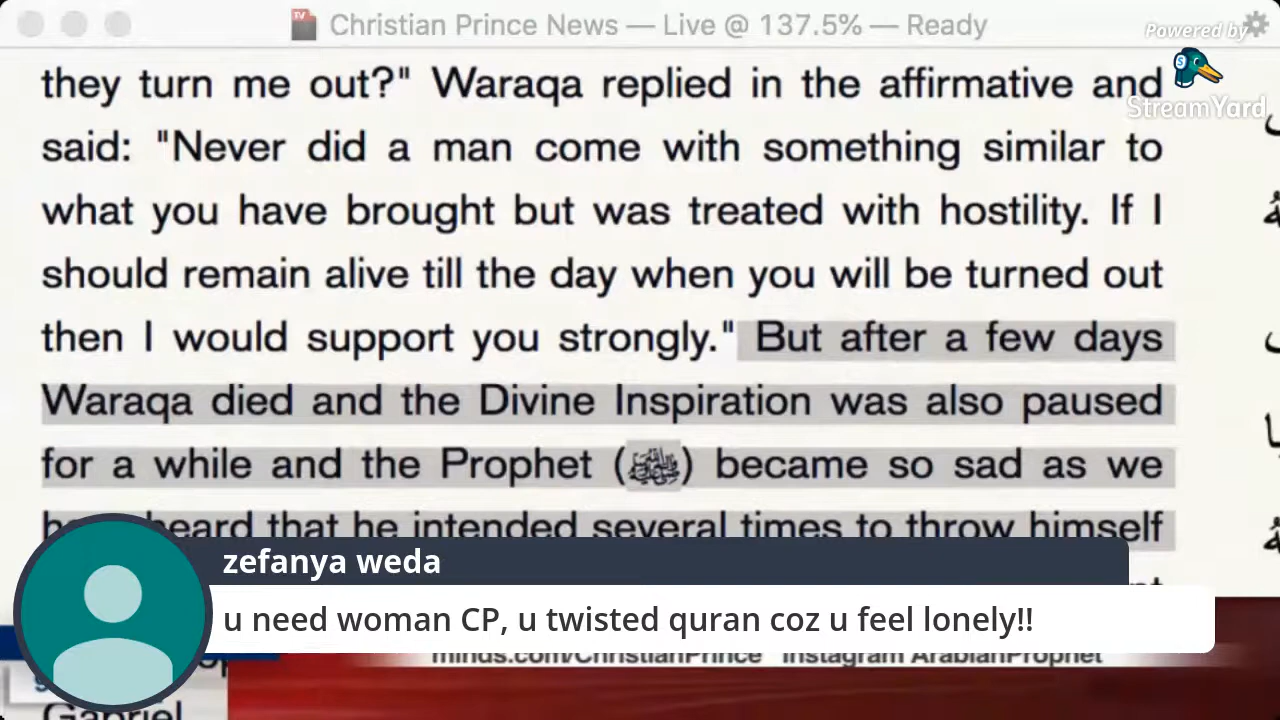 Christian Prince News — Live @ 137.5% — Ready
Powered by
StreamYard
they turn me out?" Waraqa replied in the affirmative and
said: "Never did a man come with something similar to
what you have brought but was treated with hostility. If I
should remain alive till the day when you will be turned out
then I would support you strongly." But after a few days
Waraqa died and the Divine Inspiration was also paused
for a while and the Prophet (ﷺ) became so sad as we
heard that he intended several times to throw himself
zefanya weda
u need woman CP, u twisted quran coz u feel lonely!!
minds.com/ChristianPrince Instagram ArabianProphet
Gabriel